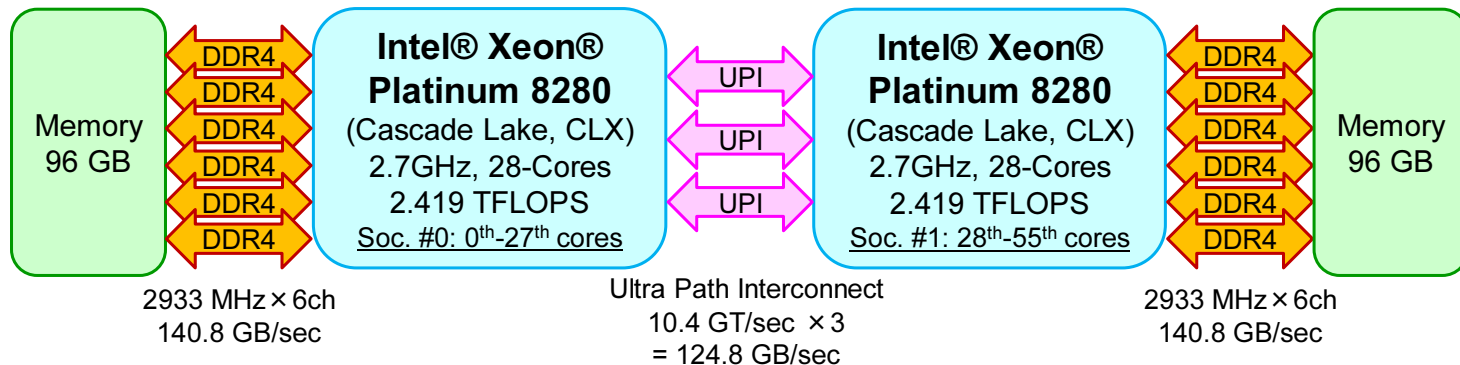 Memory
96 GB
DDR4
DDR4
DDR4
DDR4
DDR4
DDR4
2933 MHz×6ch
140.8 GB/sec
Intel® Xeon®
Platinum 8280
(Cascade Lake, CLX)
2.7GHz, 28-Cores
2.419 TFLOPS
Soc. #0: 0th-27th cores
UPI
UPI
UPI
Ultra Path Interconnect
10.4 GT/sec ×3
= 124.8 GB/sec
Intel® Xeon®
Platinum 8280
(Cascade Lake, CLX)
2.7GHz, 28-Cores
2.419 TFLOPS
Soc. #1: 28th-55th cores
DDR4
DDR4
DDR4
DDR4
DDR4
DDR4
2933 MHz×6ch
140.8 GB/sec
Memory
96 GB